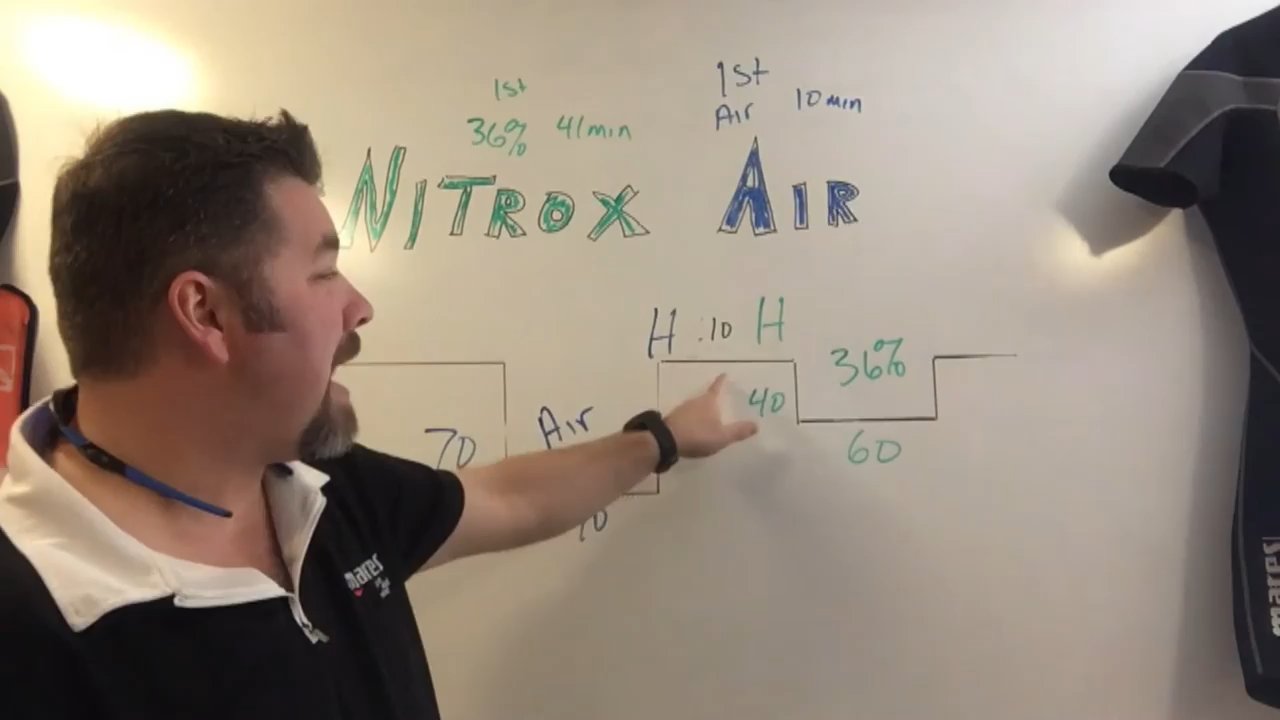 1st
36% 41min
NITROX
1st
Air 10min
AIR
H :10 H
36%
70
Air
40
60
mares
mares